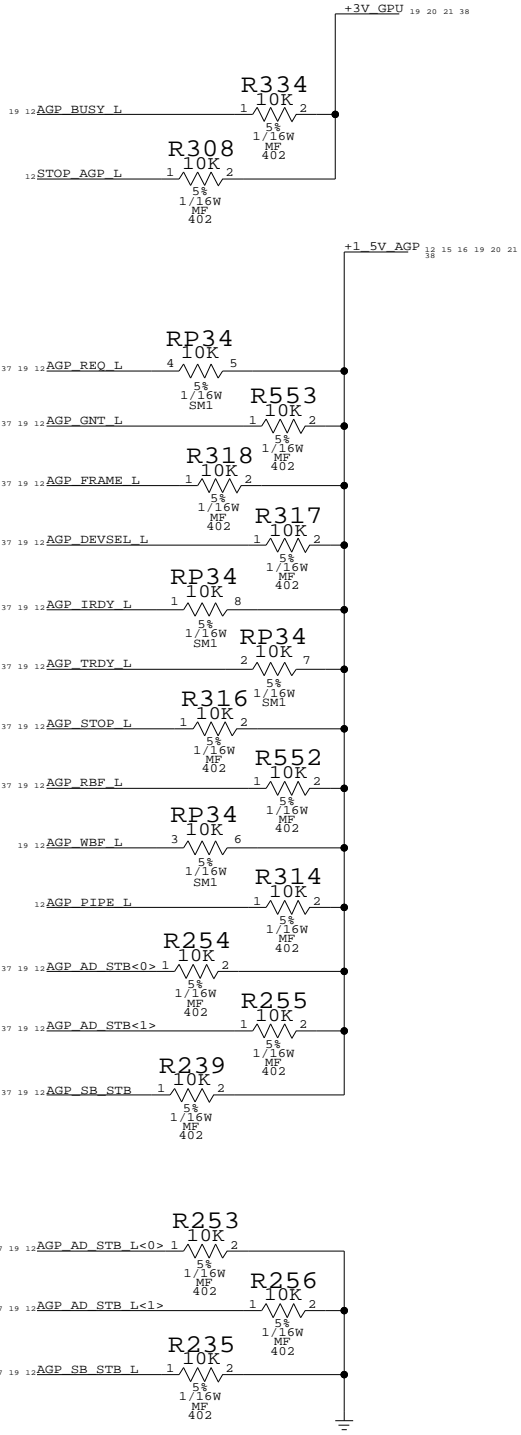 +3V_GPU 19 20 21 38
R334
19 12 AGP_BUSY_L 1 10K 2
5%
1/16W
MF
402
R308
12 STOP_AGP_L 1 10K 2
5%
1/16W
MF
402
+1_5V_AGP 12 15 16 19 20 21
38
RP34
37 19 12 AGP_REQ_L 4 10K 5
5%
1/16W
SM1
R553
37 19 12 AGP_GNT_L 1 10K 2
5%
1/16W
MF
402
R318
37 19 12 AGP_FRAME_L 1 10K 2
5%
1/16W
MF
402
R317
37 19 12 AGP_DEVSEL_L 1 10K 2
5%
1/16W
MF
402
RP34
37 19 12 AGP_IRDY_L 1 10K 8
5%
1/16W
SM1
RP34
37 19 12 AGP_TRDY_L 2 10K 7
5%
1/16W
SM1
R316
37 19 12 AGP_STOP_L 1 10K 2
5%
1/16W
MF
402
R552
37 19 12 AGP_RBF_L 1 10K 2
5%
1/16W
MF
402
RP34
19 12 AGP_WBF_L 3 10K 6
5%
1/16W
SM1
R314
12 AGP_PIPE_L 1 10K 2
5%
1/16W
MF
402
R254
37 19 12 AGP_AD_STB<0> 1 10K 2
5%
1/16W
MF
402
R255
37 19 12 AGP_AD_STB<1> 1 10K 2
5%
1/16W
MF
402
R239
37 19 12 AGP_SB_STB 1 10K 2
5%
1/16W
MF
402
R253
7 19 12 AGP_AD_STB_L<0> 1 10K 2
5%
1/16W
MF
402
R256
7 19 12 AGP_AD_STB_L<1> 1 10K 2
5%
1/16W
MF
402
R235
7 19 12 AGP_SB_STB_L 1 10K 2
5%
1/16W
MF
402